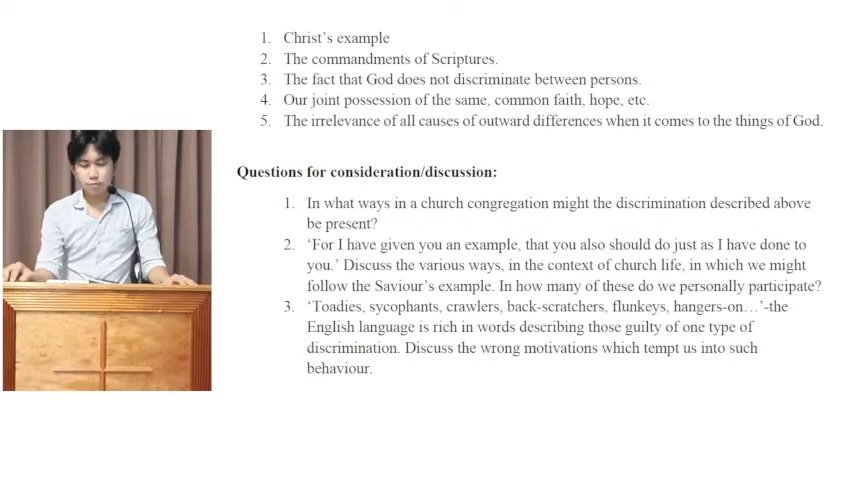 1. Christ’s example
2. The commandments of Scriptures.
3. The fact that God does not discriminate between persons.
4. Our joint possession of the same, common faith, hope, etc.
5. The irrelevance of all causes of outward differences when it comes to the things of God.
Questions for consideration/discussion:
1. In what ways in a church congregation might the discrimination described above
be present?
2. ‘For I have given you an example, that you also should do just as I have done to
you.’ Discuss the various ways, in the context of church life, in which we might
follow the Saviour’s example. In how many of these do we personally participate?
3. ‘Toadies, sycophants, crawlers, back-scratchers, flunkeys, hangers-on…’-the
English language is rich in words describing those guilty of one type of
discrimination. Discuss the wrong motivations which tempt us into such
behaviour.